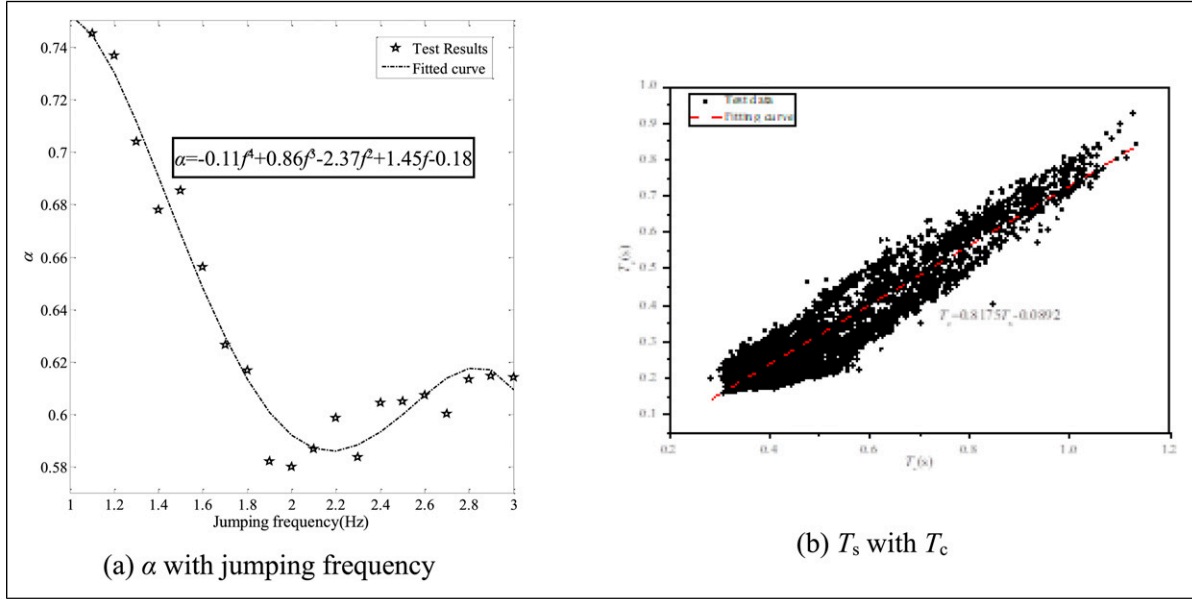 0.74
0.72
0.7
0.68
0.66
0.64
0.62
0.6
0.58
α
Test Results
Fitted curve
α=-0.11f⁴+0.86f³-2.37f²+1.45f-0.18
1 1.2 1.4 1.6 1.8 2 2.2 2.4 2.6 2.8 3
Jumping frequency(Hz)
(a) α with jumping frequency
1.0
0.9
0.8
0.7
0.6
0.5
0.4
0.3
0.2
0.1
Test data
Fitting curve
0.2 0.4 0.6 0.8 1.0 1.2
(b) Tₛ with T꜀